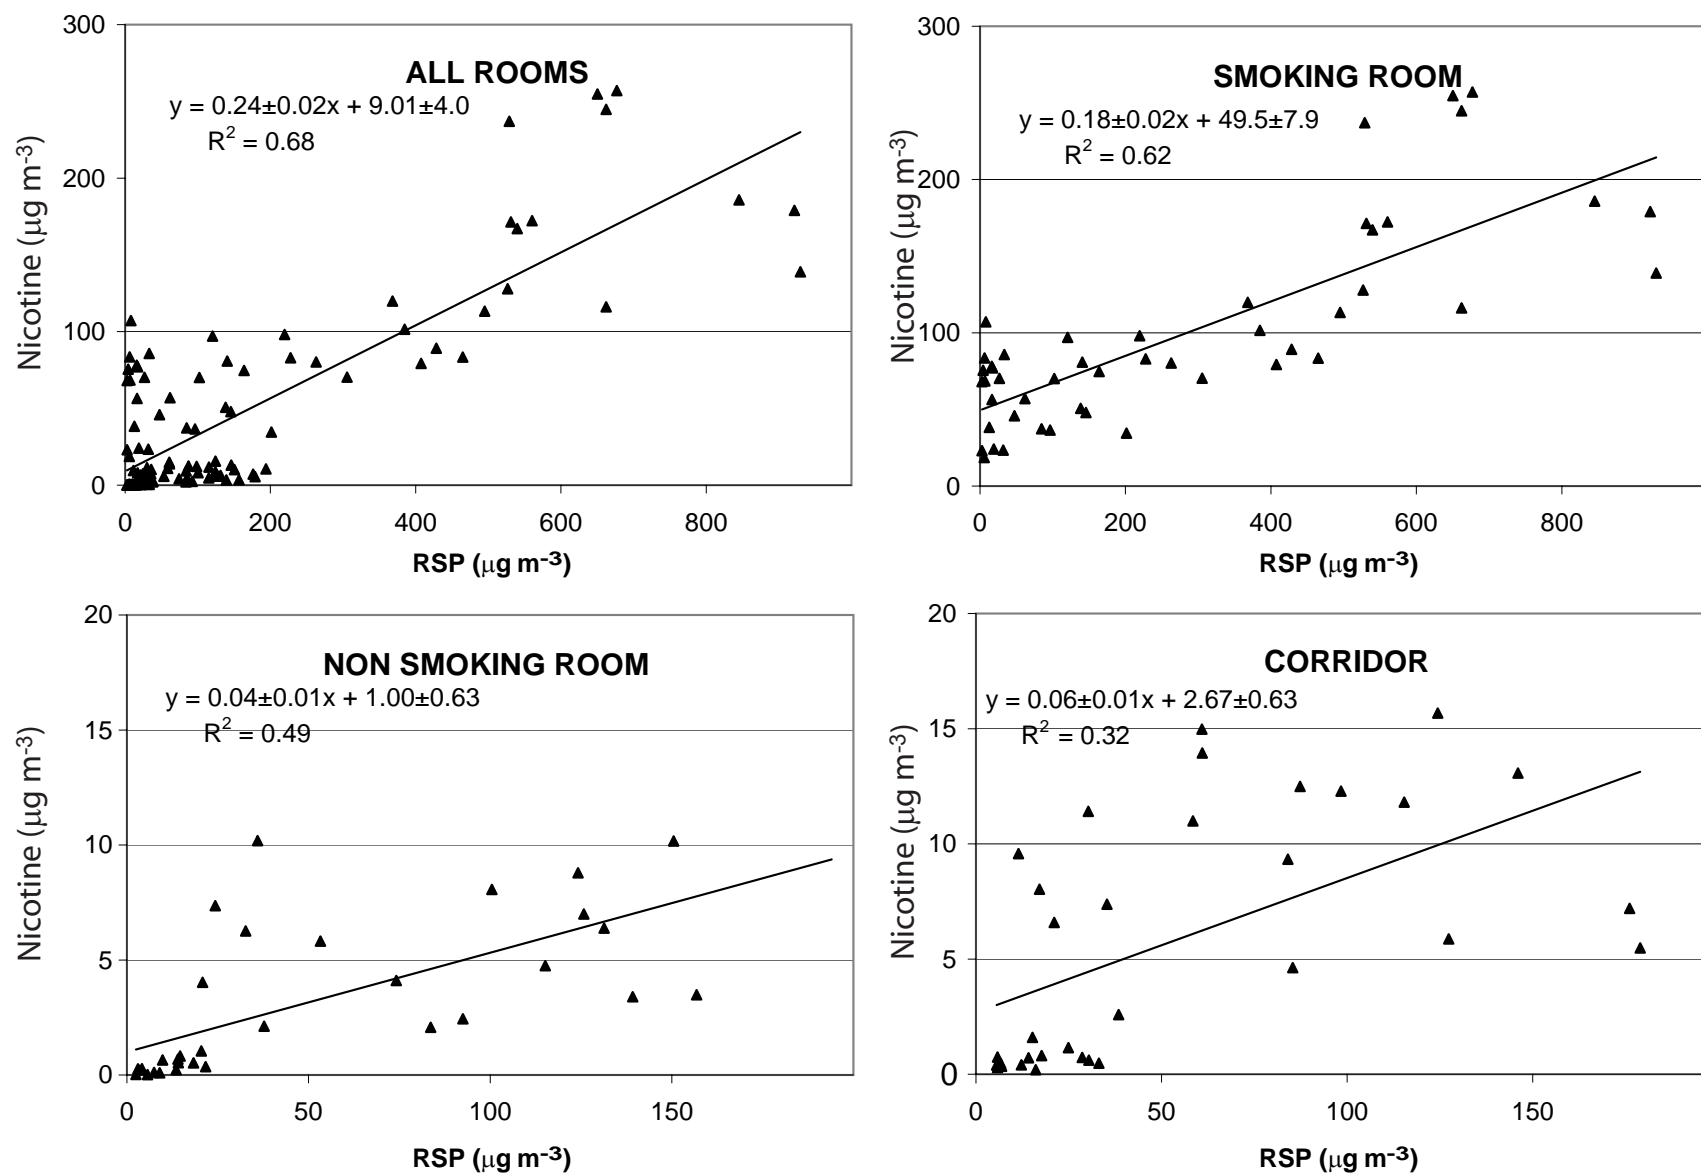 ALL ROOMS
y = 0.24±0.02x + 9.01±4.0
R² = 0.68
Nicotine (µg m⁻³)
300
200
100
0
0 200 400 600 800
RSP (µg m⁻³)
SMOKING ROOM
y = 0.18±0.02x + 49.5±7.9
R² = 0.62
Nicotine (µg m⁻³)
300
200
100
0
0 200 400 600 800
RSP (µg m⁻³)
NON SMOKING ROOM
y = 0.04±0.01x + 1.00±0.63
R² = 0.49
Nicotine (µg m⁻³)
20
15
10
5
0
0 50 100 150
RSP (µg m⁻³)
CORRIDOR
y = 0.06±0.01x + 2.67±0.63
R² = 0.32
Nicotine (µg m⁻³)
20
15
10
5
0
0 50 100 150
RSP (µg m⁻³)